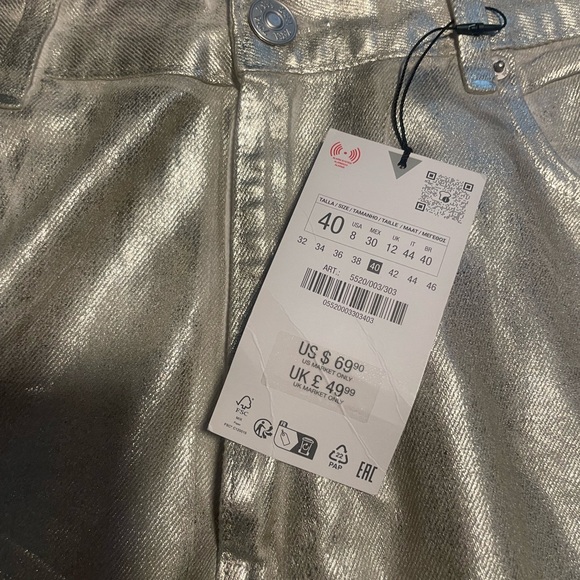 TALLA / SIZE / TAMANHO / TAILLE / MAAT / ΜΕΓΕΘΟΣ
40 USA 8 MEX 30 UK 12 IT 44 BR 40
32 34 36 38 40 42 44 46
ART.: 5520/003/303
05520003303403
US $ 69.90
US MARKET ONLY
UK £ 49.99
UK MARKET ONLY
FSC
FR
22
PAP
EAC